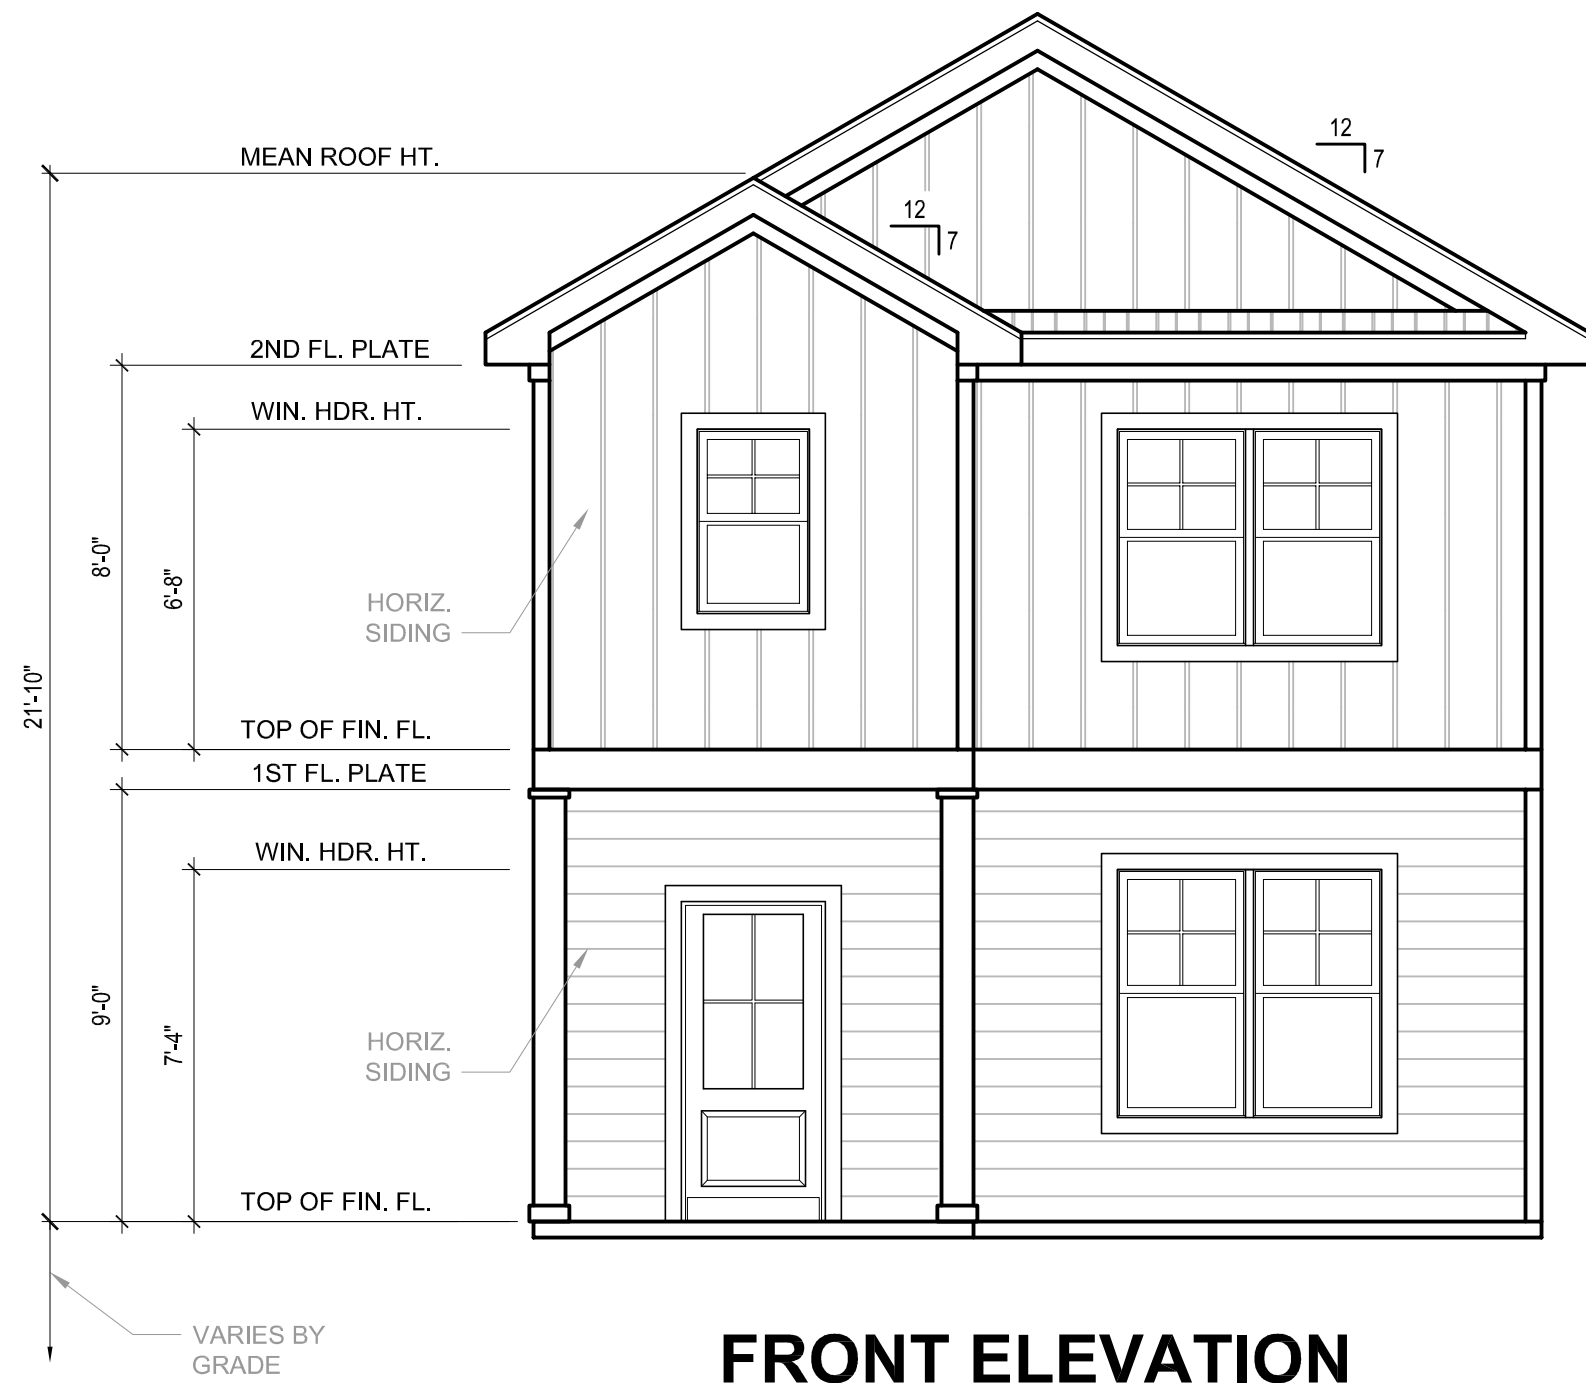 12
7
MEAN ROOF HT.
12
7
2ND FL. PLATE
WIN. HDR. HT.
8'-0"
6'-8"
HORIZ.
SIDING
21'-10"
TOP OF FIN. FL.
1ST FL. PLATE
WIN. HDR. HT.
9'-0"
7'-4"
HORIZ.
SIDING
TOP OF FIN. FL.
VARIES BY
GRADE
FRONT ELEVATION